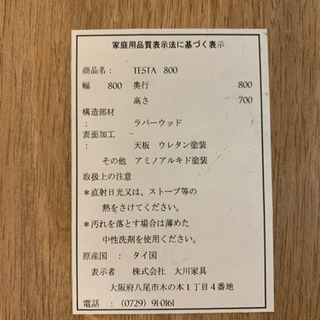 家庭用品質表示法に基づく表示
商品名： TESTA 800
幅 800 奥行 800
高さ 700
構造部材
： ラバーウッド
表面加工
： 天板 ウレタン塗装
その他 アミノアルキド塗装
取扱上の注意
＊直射日光又は、ストーブ等の
熱をさけてください。
＊汚れを落とす場合は薄めた
中性洗剤を使用ください。
原産国 ： タイ国
表示者 株式会社 大川家具
大阪府八尾市木の本１丁目４番地
電話 ： (0729) 91-0161